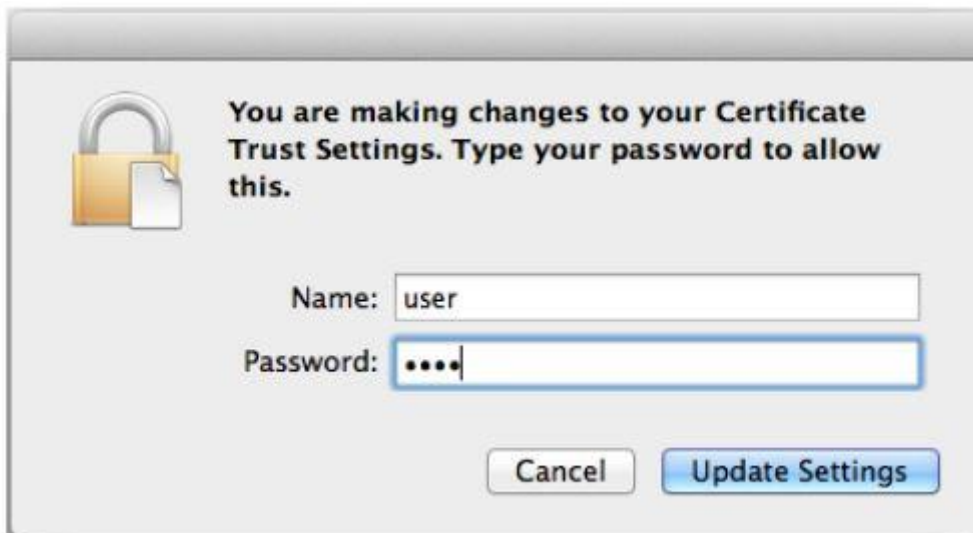 You are making changes to your Certificate
Trust Settings. Type your password to allow
this.
Name: user
Password: ••••
Cancel Update Settings